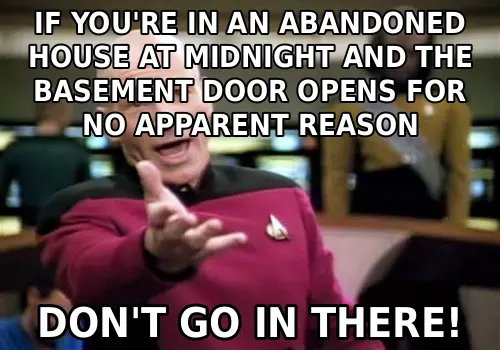 IF YOU'RE IN AN ABANDONED
HOUSE AT MIDNIGHT AND THE
BASEMENT DOOR OPENS FOR
NO APPARENT REASON
DON'T GO IN THERE!